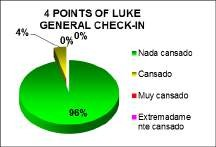 4 POINTS OF LUKE
GENERAL CHECK-IN
4%
0%
0%
96%
Nada cansado
Cansado
Muy cansado
Extremadame
nte cansado